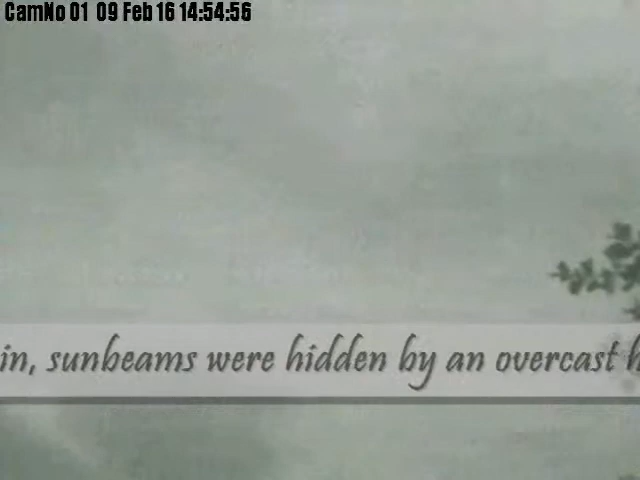 CamNo 01 09 Feb 16 14:54:56
in, sunbeams were hidden by an overcast